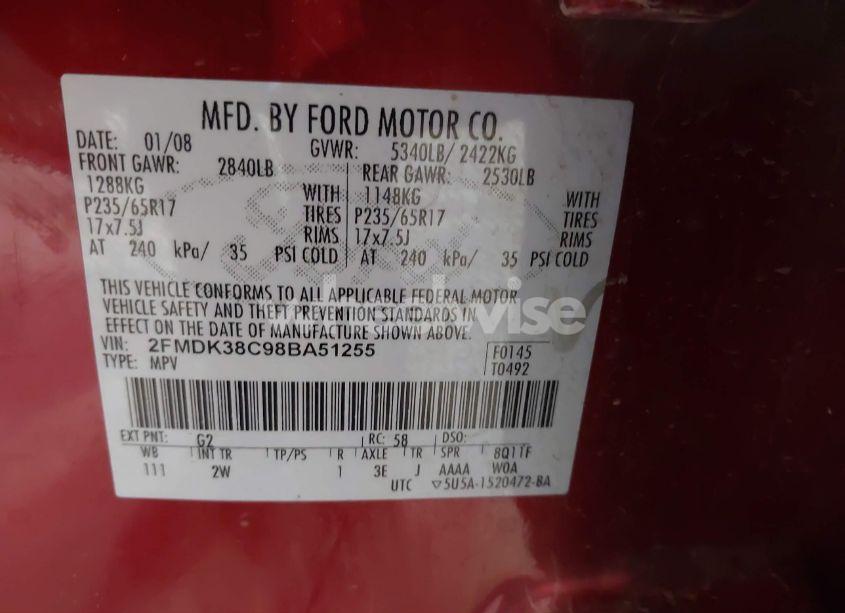 MFD. BY FORD MOTOR CO.
DATE: 01/08 GVWR: 5340LB/ 2422KG
FRONT GAWR: 2840LB REAR GAWR: 2530LB
1288KG WITH 1148KG WITH
P235/65R17 TIRES P235/65R17 TIRES
17x7.5J RIMS 17x7.5J RIMS
AT 240 kPa/ 35 PSI COLD AT 240 kPa/ 35 PSI COLD
THIS VEHICLE CONFORMS TO ALL APPLICABLE FEDERAL MOTOR
VEHICLE SAFETY AND THEFT PREVENTION STANDARDS IN
EFFECT ON THE DATE OF MANUFACTURE SHOWN ABOVE.
VIN: 2FMDK38C98BA51255 F0145
TYPE: MPV T0492
EXT PNT: G2 RC: 58 DSO:
WB INT TR TP/PS R AXLE TR SPR 8Q11F
111 2W 1 3E J AAAA W0A
UTC ▽5U5A-1520472-BA